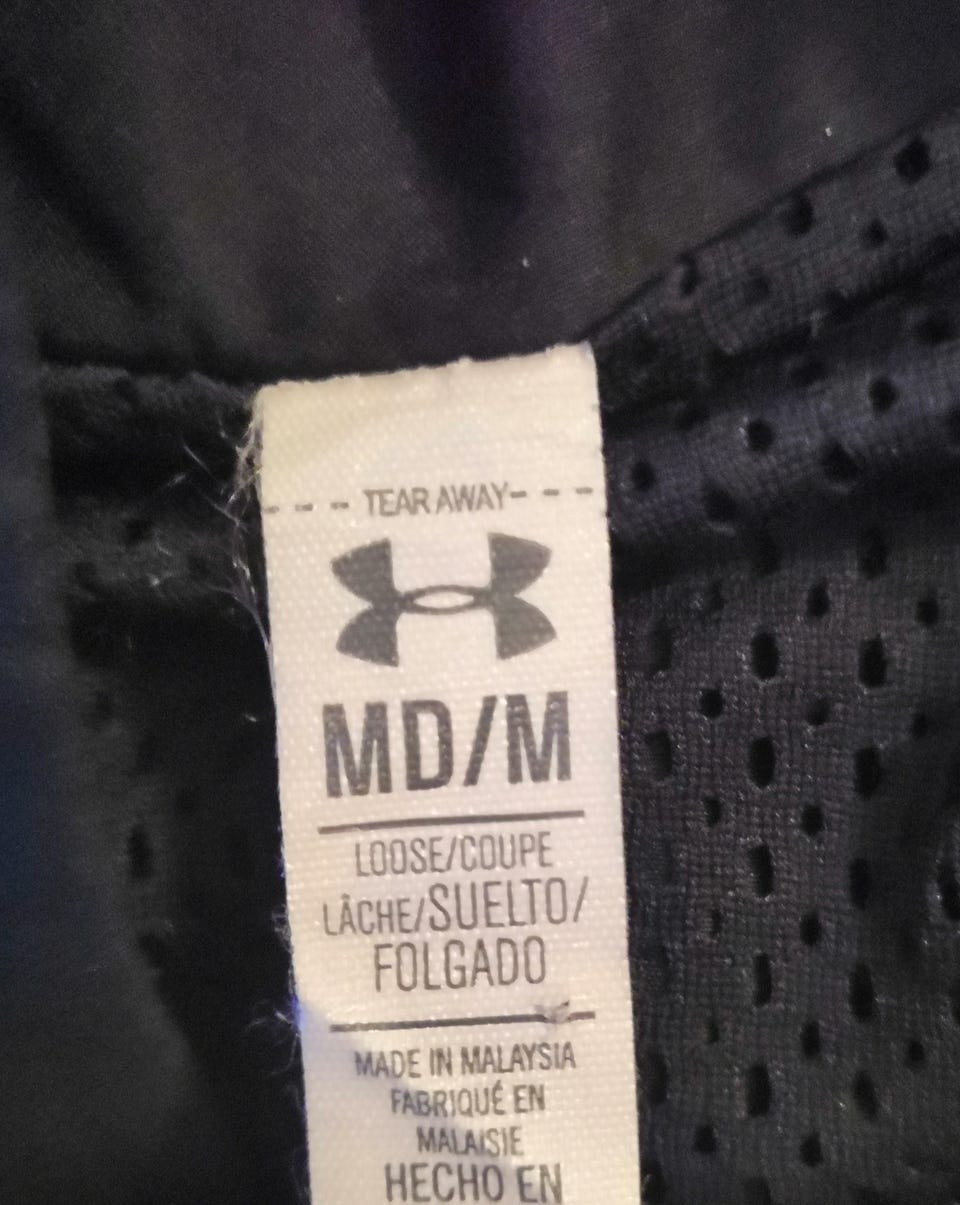 TEAR AWAY
MD/M
LOOSE/COUPE
LÂCHE/SUELTO/
FOLGADO
MADE IN MALAYSIA
FABRIQUÉ EN
MALAISIE
HECHO EN